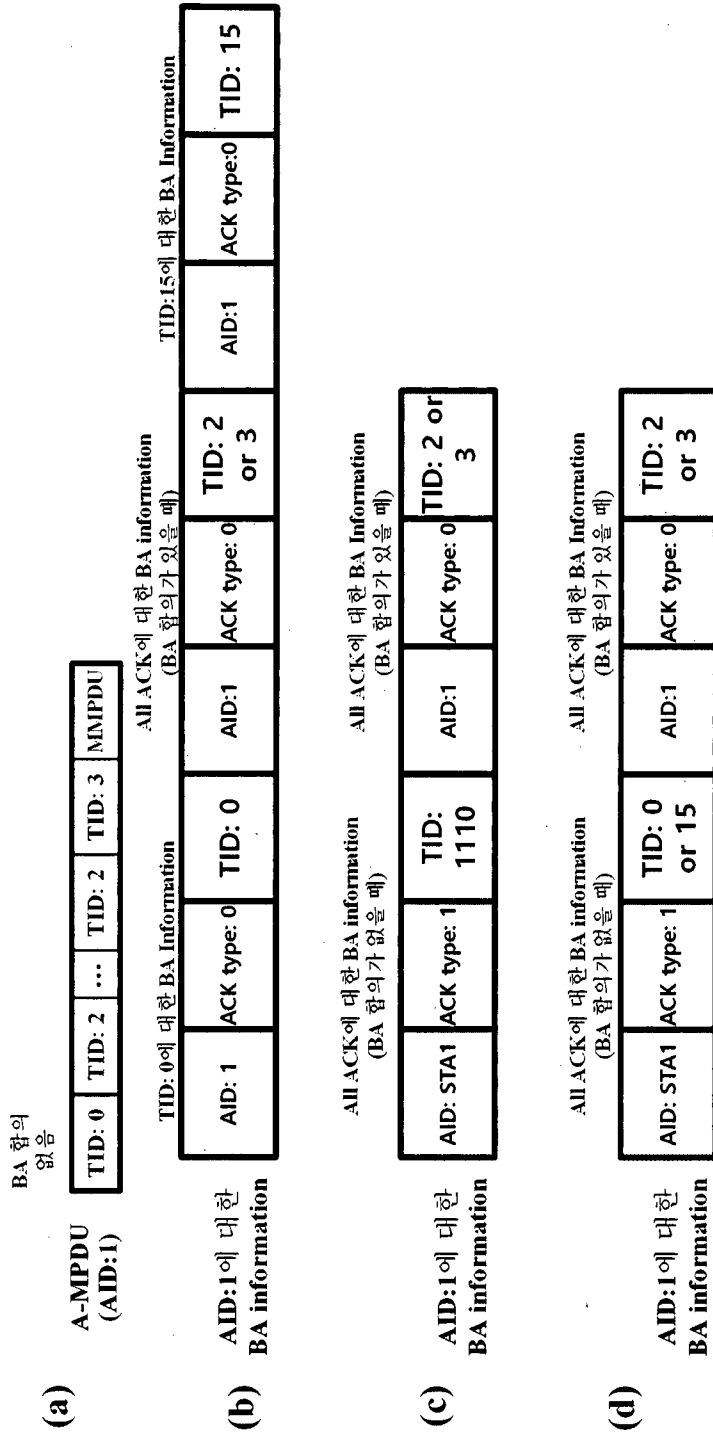 (a)
BA 합의
없음
A-MPDU
(AID:1)
TID: 0
TID: 2
...
TID: 2
TID: 3
MMPDU
(b)
AID:1에 대한
BA information
TID: 0에 대한 BA Information
AID: 1
ACK type: 0
TID: 0
All ACK에 대한 BA information
(BA 합의가 있을 때)
AID:1
ACK type: 0
TID: 2
or 3
TID:15에 대한 BA Information
AID:1
ACK type:0
TID: 15
(c)
AID:1에 대한
BA information
All ACK에 대한 BA information
(BA 합의가 없을 때)
AID: STA1
ACK type: 1
TID:
1110
All ACK에 대한 BA Information
(BA 합의가 있을 때)
AID:1
ACK type: 0
TID: 2 or
3
(d)
AID:1에 대한
BA information
All ACK에 대한 BA information
(BA 합의가 없을 때)
AID: STA1
ACK type: 1
TID: 0
or 15
All ACK에 대한 BA Information
(BA 합의가 있을 때)
AID:1
ACK type: 0
TID: 2
or 3